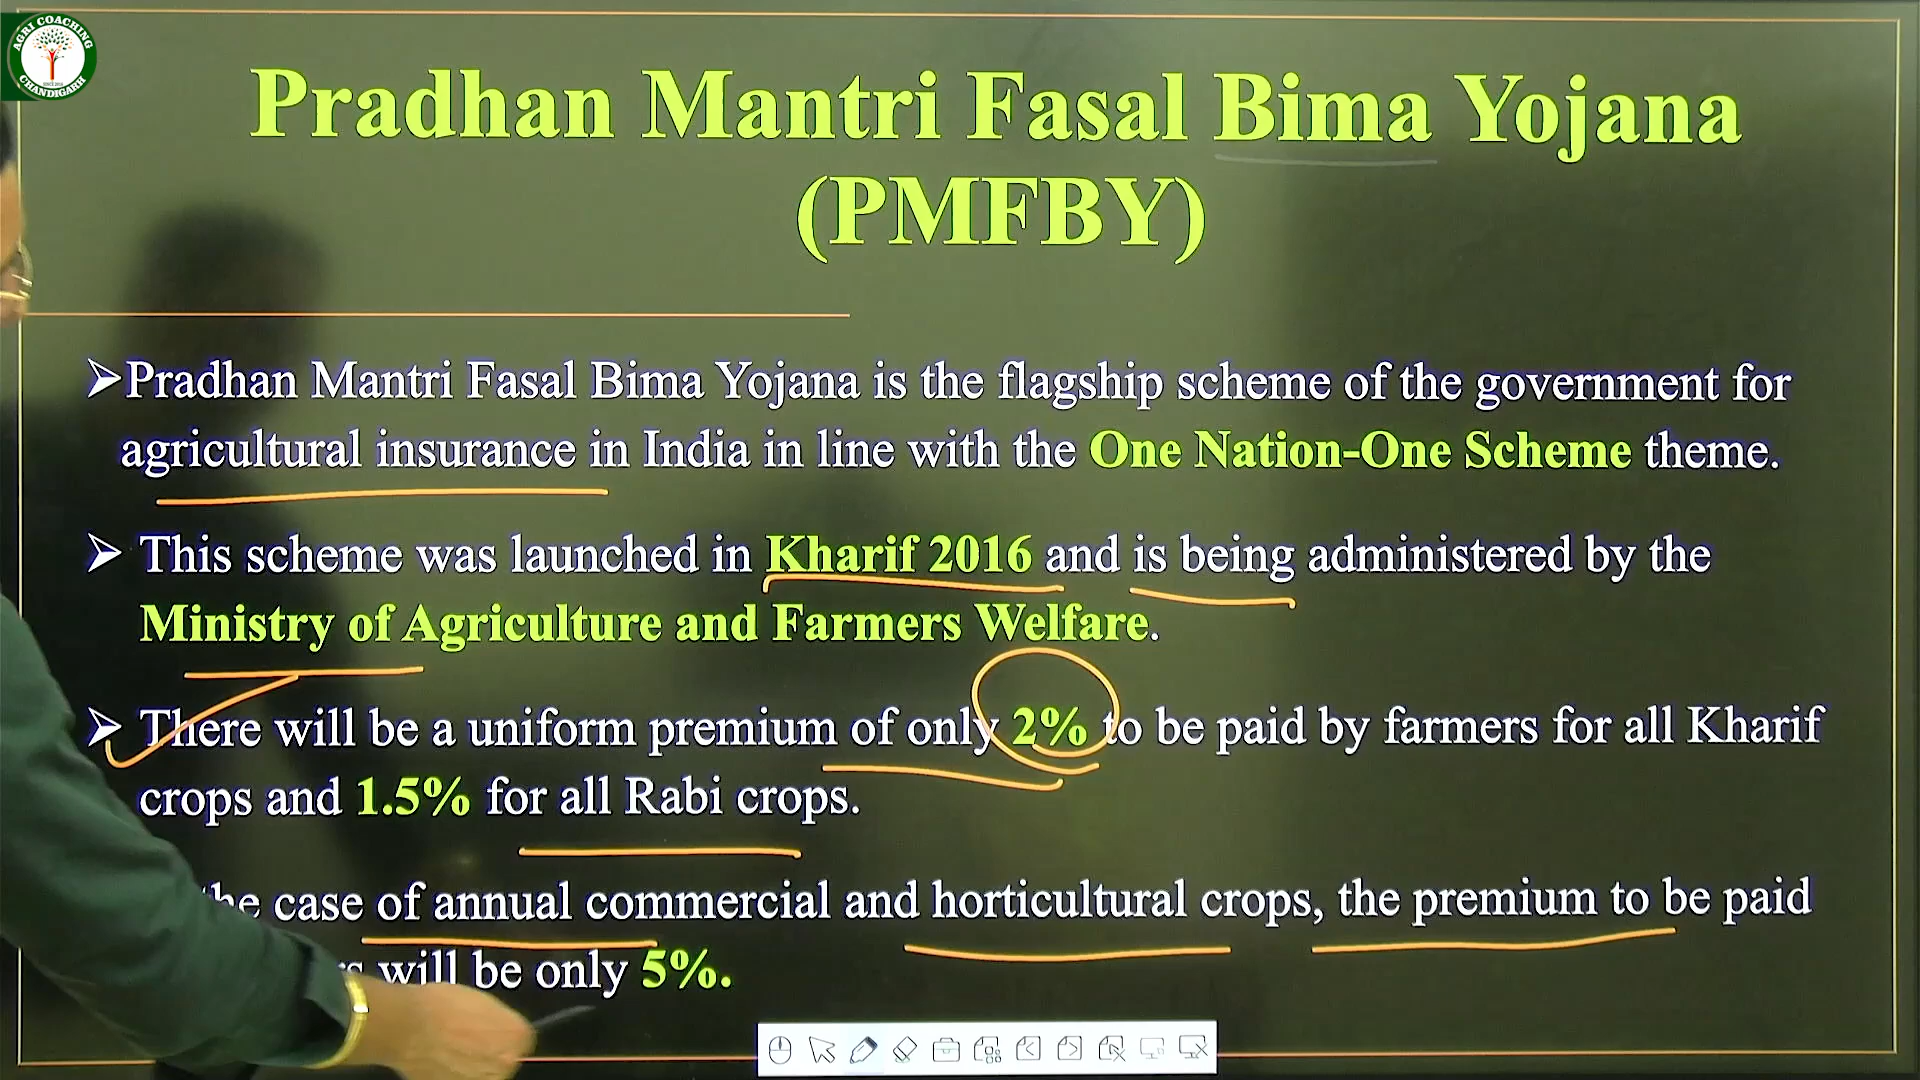 AGRI COACHING
CHANDIGARH
Pradhan Mantri Fasal Bima Yojana
(PMFBY)
➢Pradhan Mantri Fasal Bima Yojana is the flagship scheme of the government for
agricultural insurance in India in line with the One Nation-One Scheme theme.
➢ This scheme was launched in Kharif 2016 and is being administered by the
Ministry of Agriculture and Farmers Welfare.
➢ There will be a uniform premium of only 2% to be paid by farmers for all Kharif
crops and 1.5% for all Rabi crops.
he case of annual commercial and horticultural crops, the premium to be paid
will be only 5%.